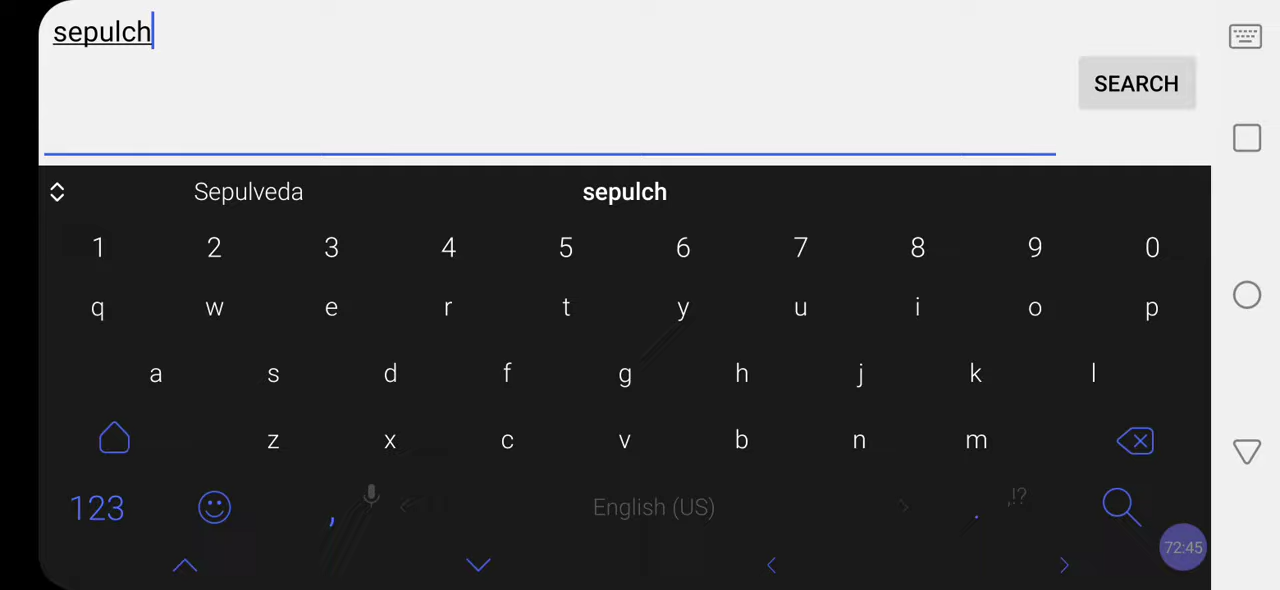 sepulch
SEARCH
Sepulveda sepulch
1 2 3 4 5 6 7 8 9 0
q w e r t y u i o p
a s d f g h j k l
z x c v b n m
123 , English (US) . ,!?
72:45